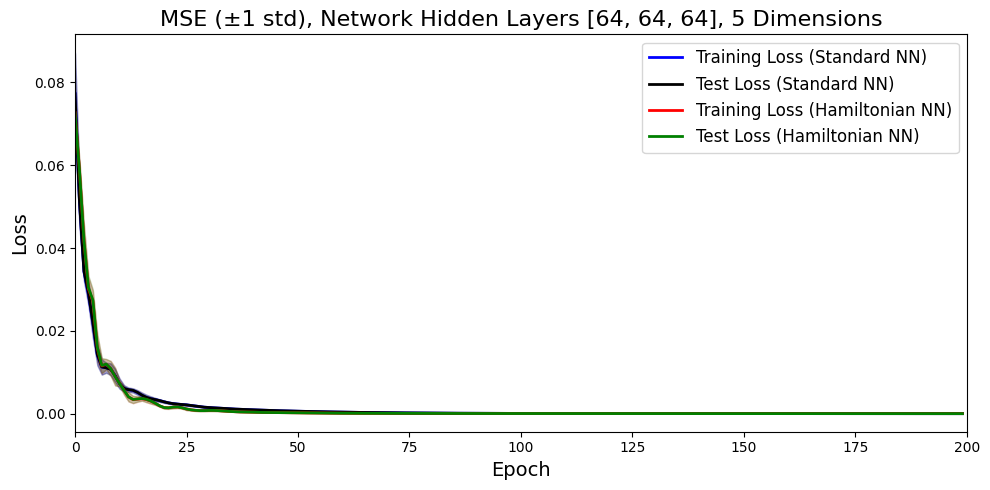 MSE (±1 std), Network Hidden Layers [64, 64, 64], 5 Dimensions
Training Loss (Standard NN)
Test Loss (Standard NN)
Training Loss (Hamiltonian NN)
Test Loss (Hamiltonian NN)
Loss
0.08
0.06
0.04
0.02
0.00
0 25 50 75 100 125 150 175 200
Epoch